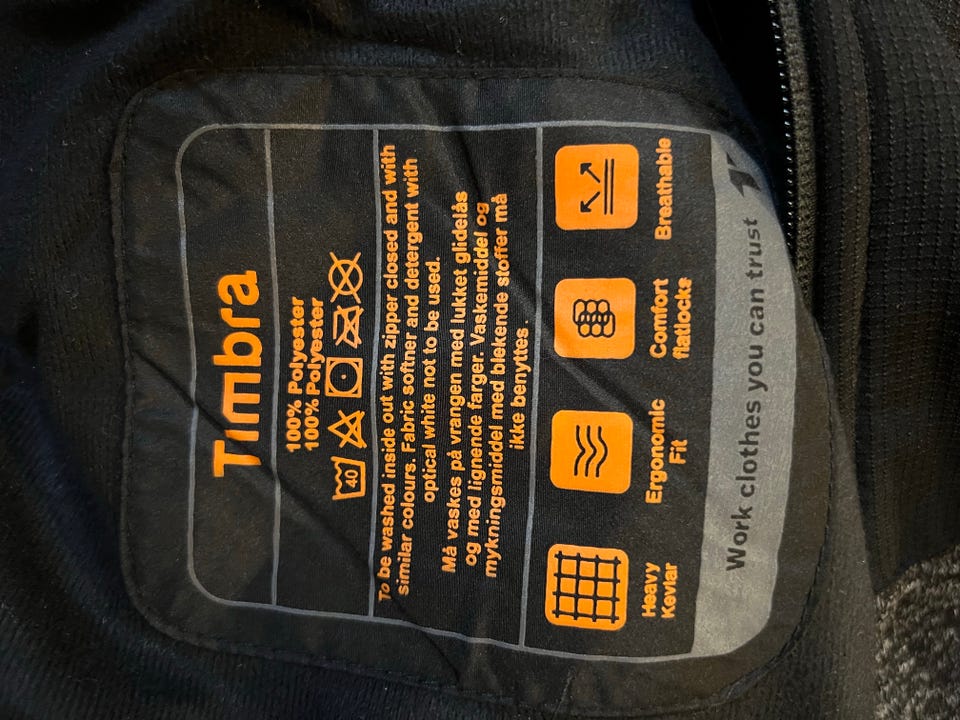 Timbra
100% Polyester
100% Polyester
40
To be washed inside out with zipper closed and with
similar colours. Fabric softner and detergent with
optical white not to be used.
Må vaskes på vrangen med lukket glidelås
og med lignende farger. Vaskemiddel og
mykningsmiddel med blekende stoffer må
ikke benyttes .
Heavy
Kevlar
Ergonomic
Fit
Comfort
flatlocks
Breathable
Work clothes you can trust